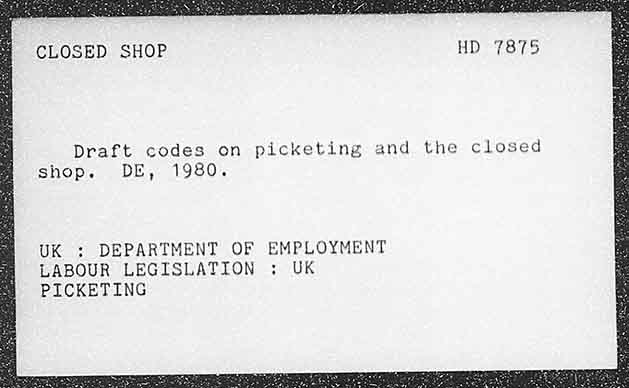 CLOSED SHOP HD 7875
Draft codes on picketing and the closed
shop. DE, 1980.
UK : DEPARTMENT OF EMPLOYMENT
LABOUR LEGISLATION : UK
PICKETING